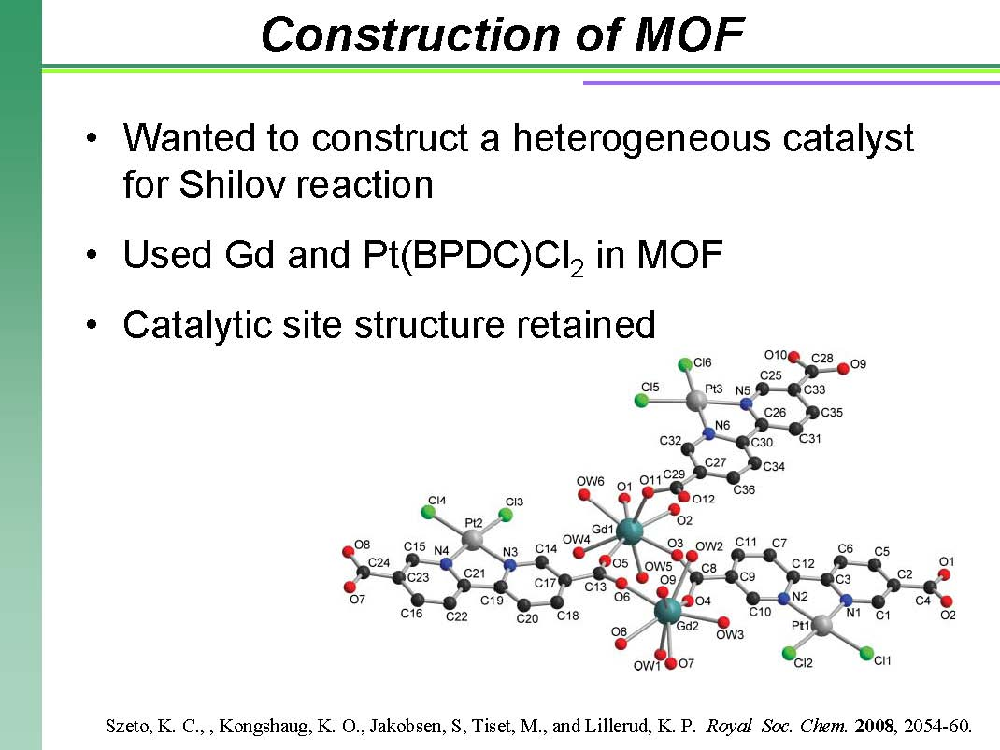 Construction of MOF
• Wanted to construct a heterogeneous catalyst
for Shilov reaction
• Used Gd and Pt(BPDC)Cl2 in MOF
• Catalytic site structure retained
Cl6 O10 C28 O9
Cl5 Pt3 N5 C25 C33
C26 C35
N6 C31
C32 C30
C27 C34
C29 C36
OW6 O1 O11 O12
Cl4 Cl3 O2
Pt2 Gd1
O8 C15 N4 N3 C14 OW4 O3 OW2 C11 C7 C6 C5 O1
C24 C21 O5 OW5 C8 C12 C2
C23 C17 O9 C9 C3
O7 C19 C13 O6 O4 N2 C4
C16 C22 C20 C18 C10 N1 C1 O2
O8 Gd2 OW3 Pt1
OW1 O7 Cl2 Cl1
Szeto, K. C., , Kongshaug, K. O., Jakobsen, S, Tiset, M., and Lillerud, K. P. Royal Soc. Chem. 2008, 2054-60.